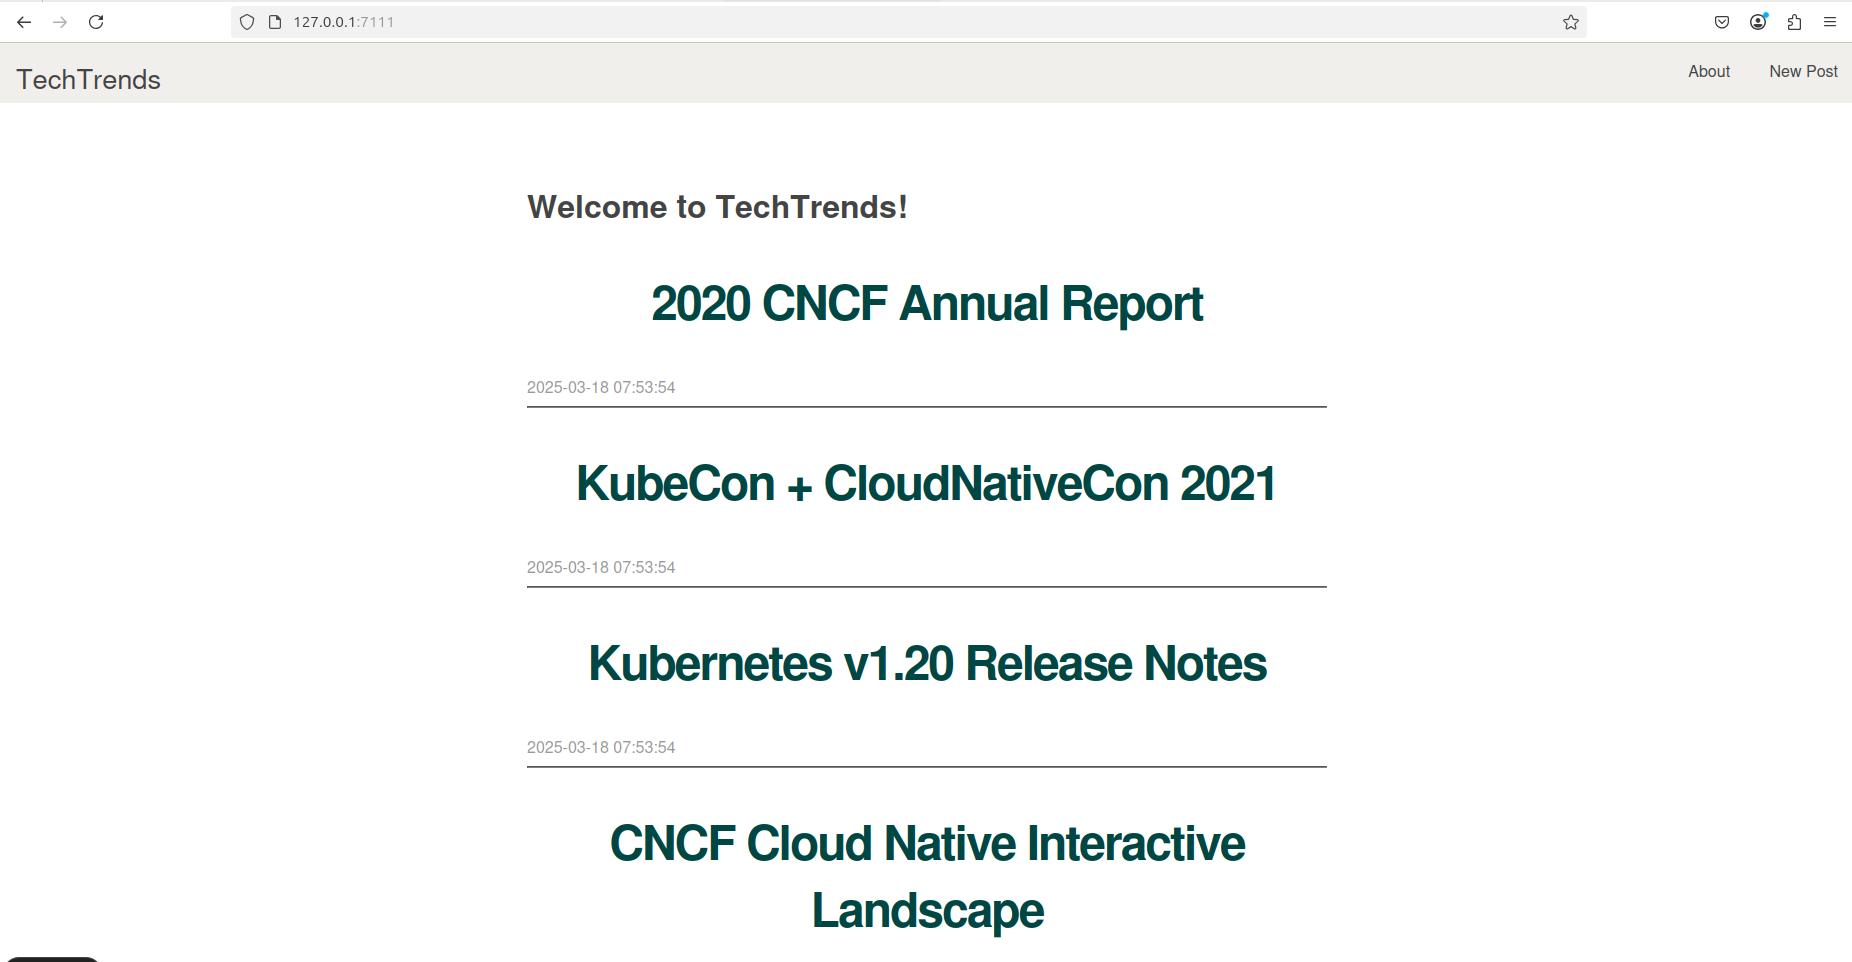 127.0.0.1:7111
TechTrends
About
New Post
Welcome to TechTrends!
2020 CNCF Annual Report
2025-03-18 07:53:54
KubeCon + CloudNativeCon 2021
2025-03-18 07:53:54
Kubernetes v1.20 Release Notes
2025-03-18 07:53:54
CNCF Cloud Native Interactive
Landscape